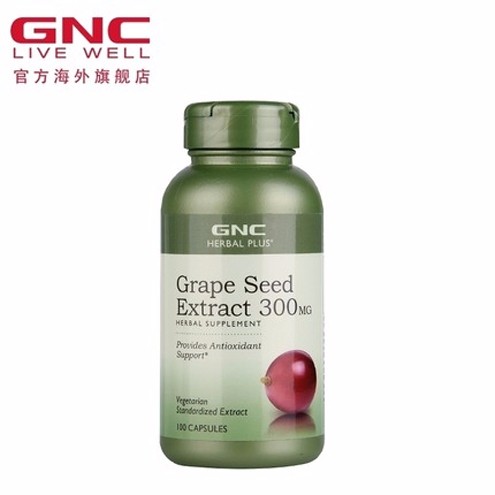 GNC
LIVE WELL
官方海外旗舰店
GNC
HERBAL PLUS®
Grape Seed
Extract 300MG
HERBAL SUPPLEMENT
Provides Antioxidant
Support*
Vegetarian
Standardized Extract
100 CAPSULES